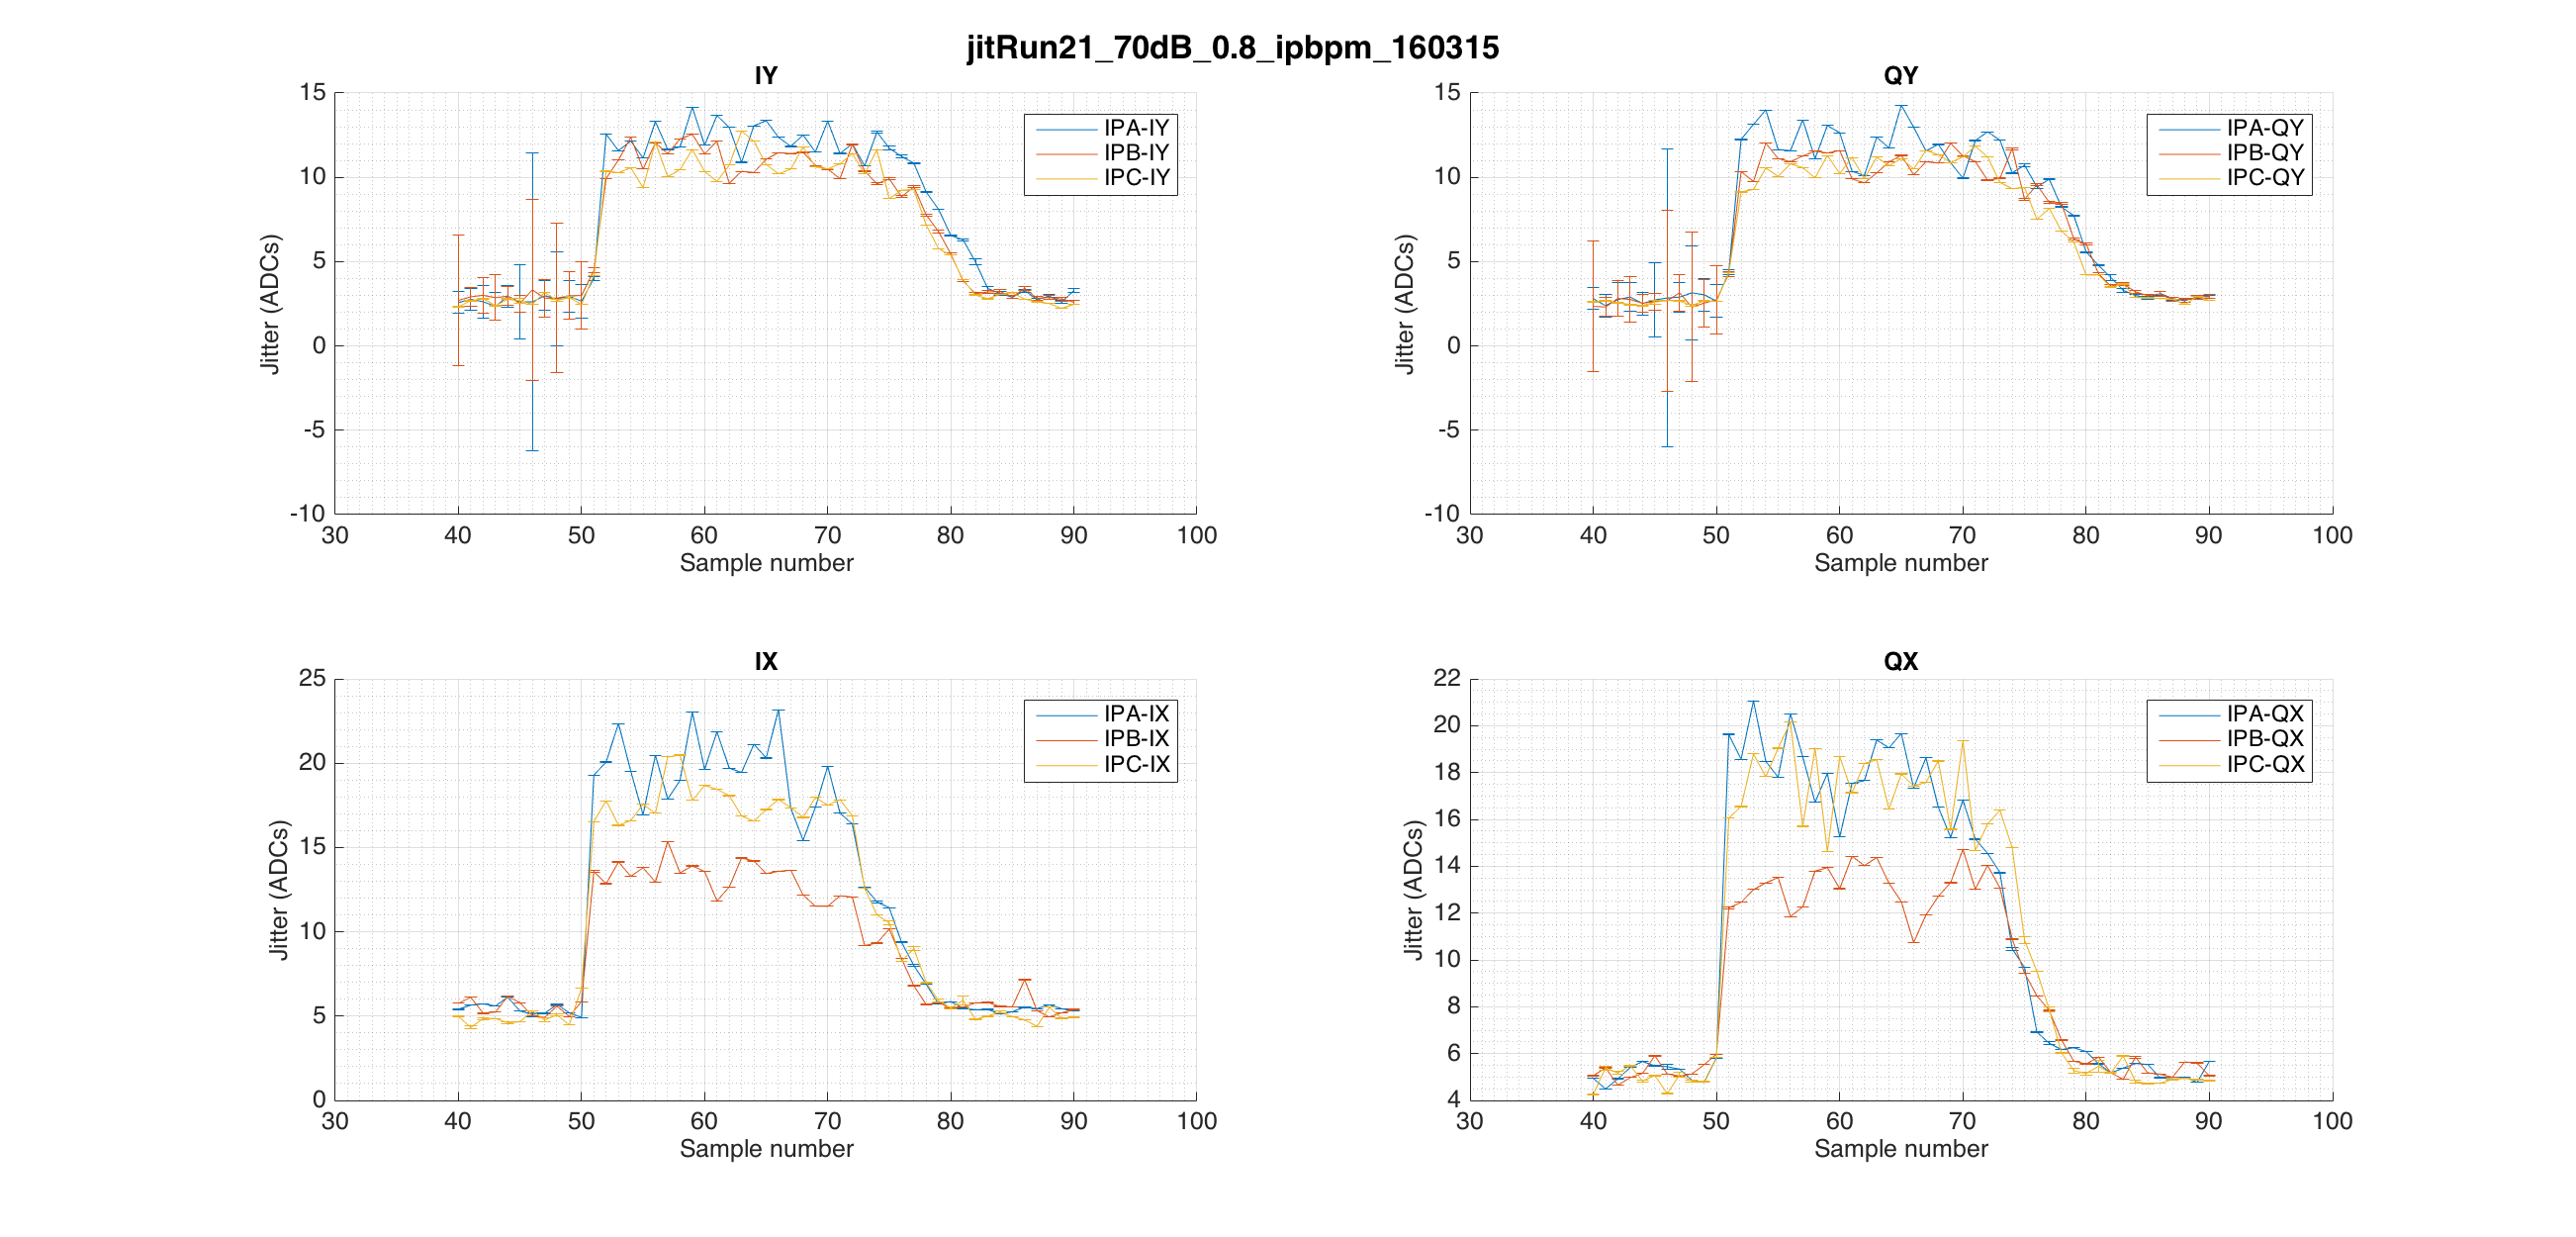 jitRun21_70dB_0.8_ipbpm_160315
IY
15
10
5
0
-5
-10
Jitter (ADCs)
30 40 50 60 70 80 90 100
Sample number
IPA-IY
IPB-IY
IPC-IY
QY
15
10
5
0
-5
-10
Jitter (ADCs)
30 40 50 60 70 80 90 100
Sample number
IPA-QY
IPB-QY
IPC-QY
IX
25
20
15
10
5
0
Jitter (ADCs)
30 40 50 60 70 80 90 100
Sample number
IPA-IX
IPB-IX
IPC-IX
QX
22
20
18
16
14
12
10
8
6
4
Jitter (ADCs)
30 40 50 60 70 80 90 100
Sample number
IPA-QX
IPB-QX
IPC-QX